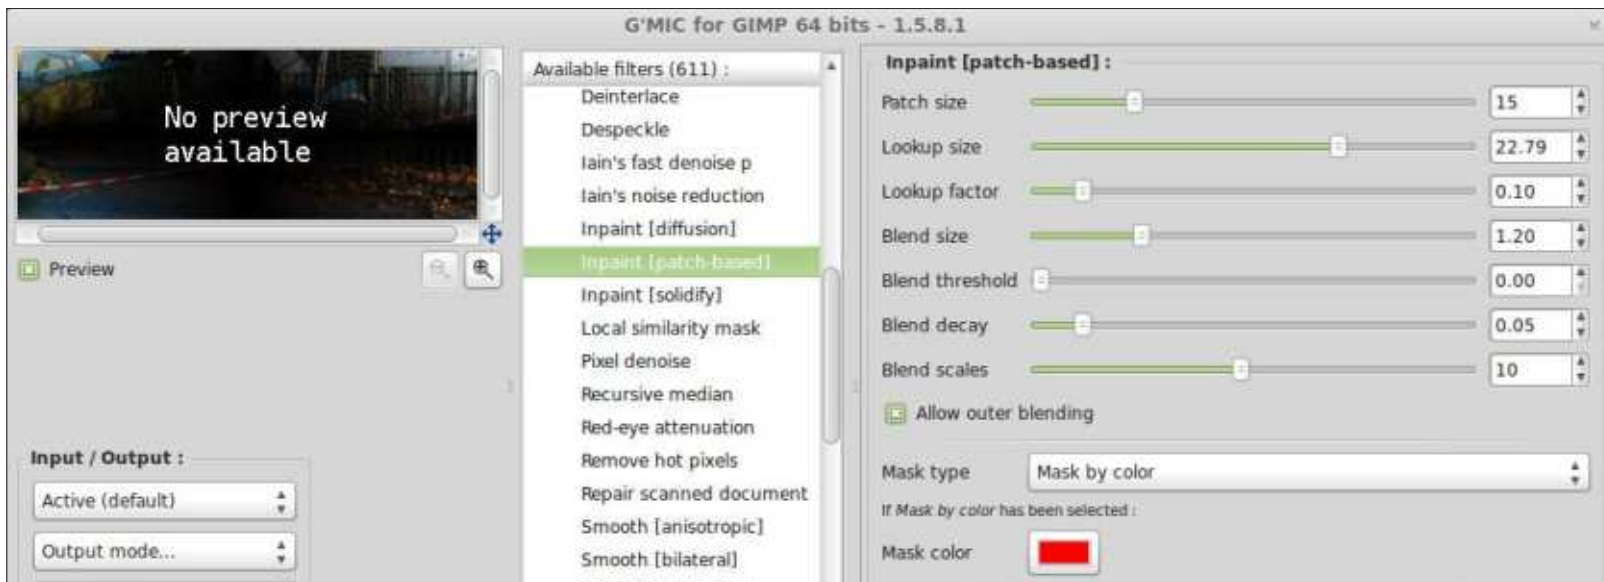 G'MIC for GIMP 64 bits - 1.5.8.1
No preview
available
Preview
Input / Output :
Active (default)
Output mode...
Available filters (611) :
Deinterlace
Despeckle
Iain's fast denoise p
Iain's noise reduction
Inpaint [diffusion]
Inpaint [patch-based]
Inpaint [solidify]
Local similarity mask
Pixel denoise
Recursive median
Red-eye attenuation
Remove hot pixels
Repair scanned document
Smooth [anisotropic]
Smooth [bilateral]
Inpaint [patch-based] :
Patch size 15
Lookup size 22.79
Lookup factor 0.10
Blend size 1.20
Blend threshold 0.00
Blend decay 0.05
Blend scales 10
Allow outer blending
Mask type Mask by color
If Mask by color has been selected :
Mask color